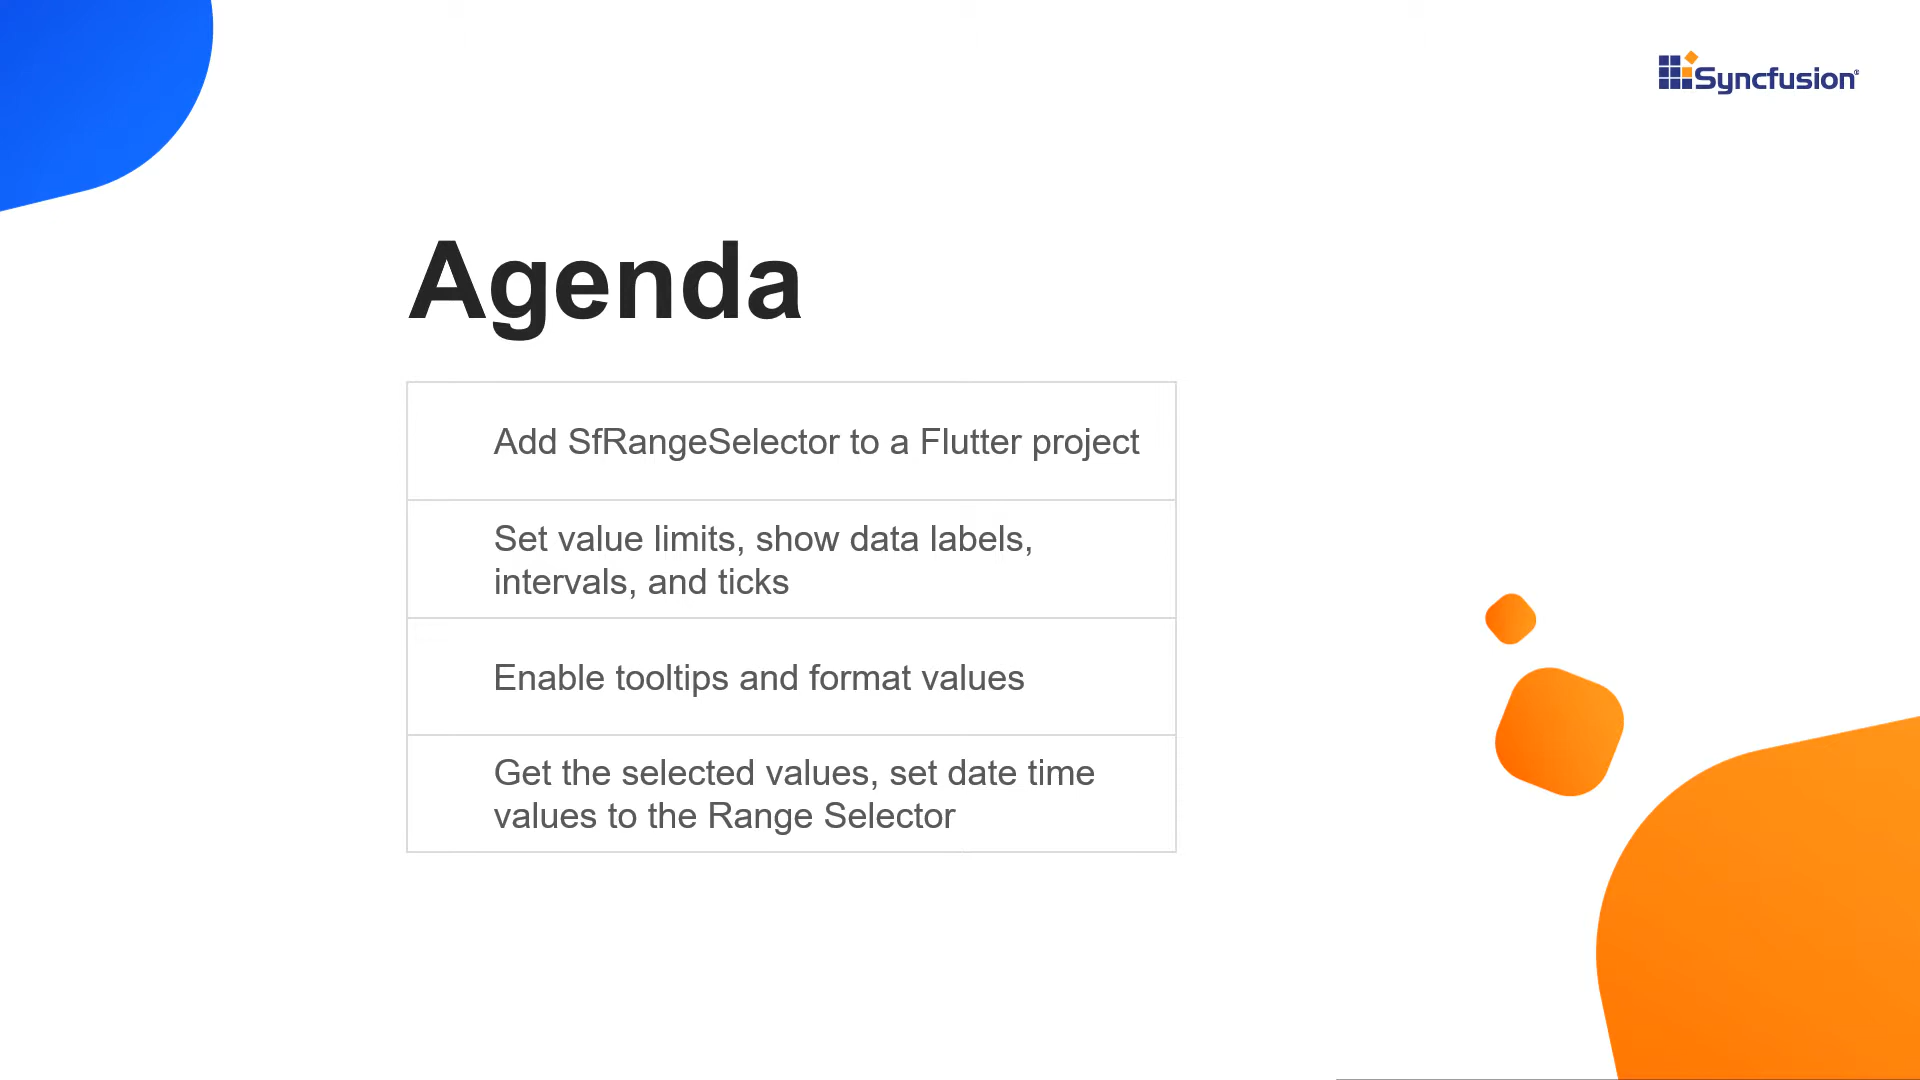 Syncfusion®
Agenda
Add SfRangeSelector to a Flutter project
Set value limits, show data labels,
intervals, and ticks
Enable tooltips and format values
Get the selected values, set date time
values to the Range Selector